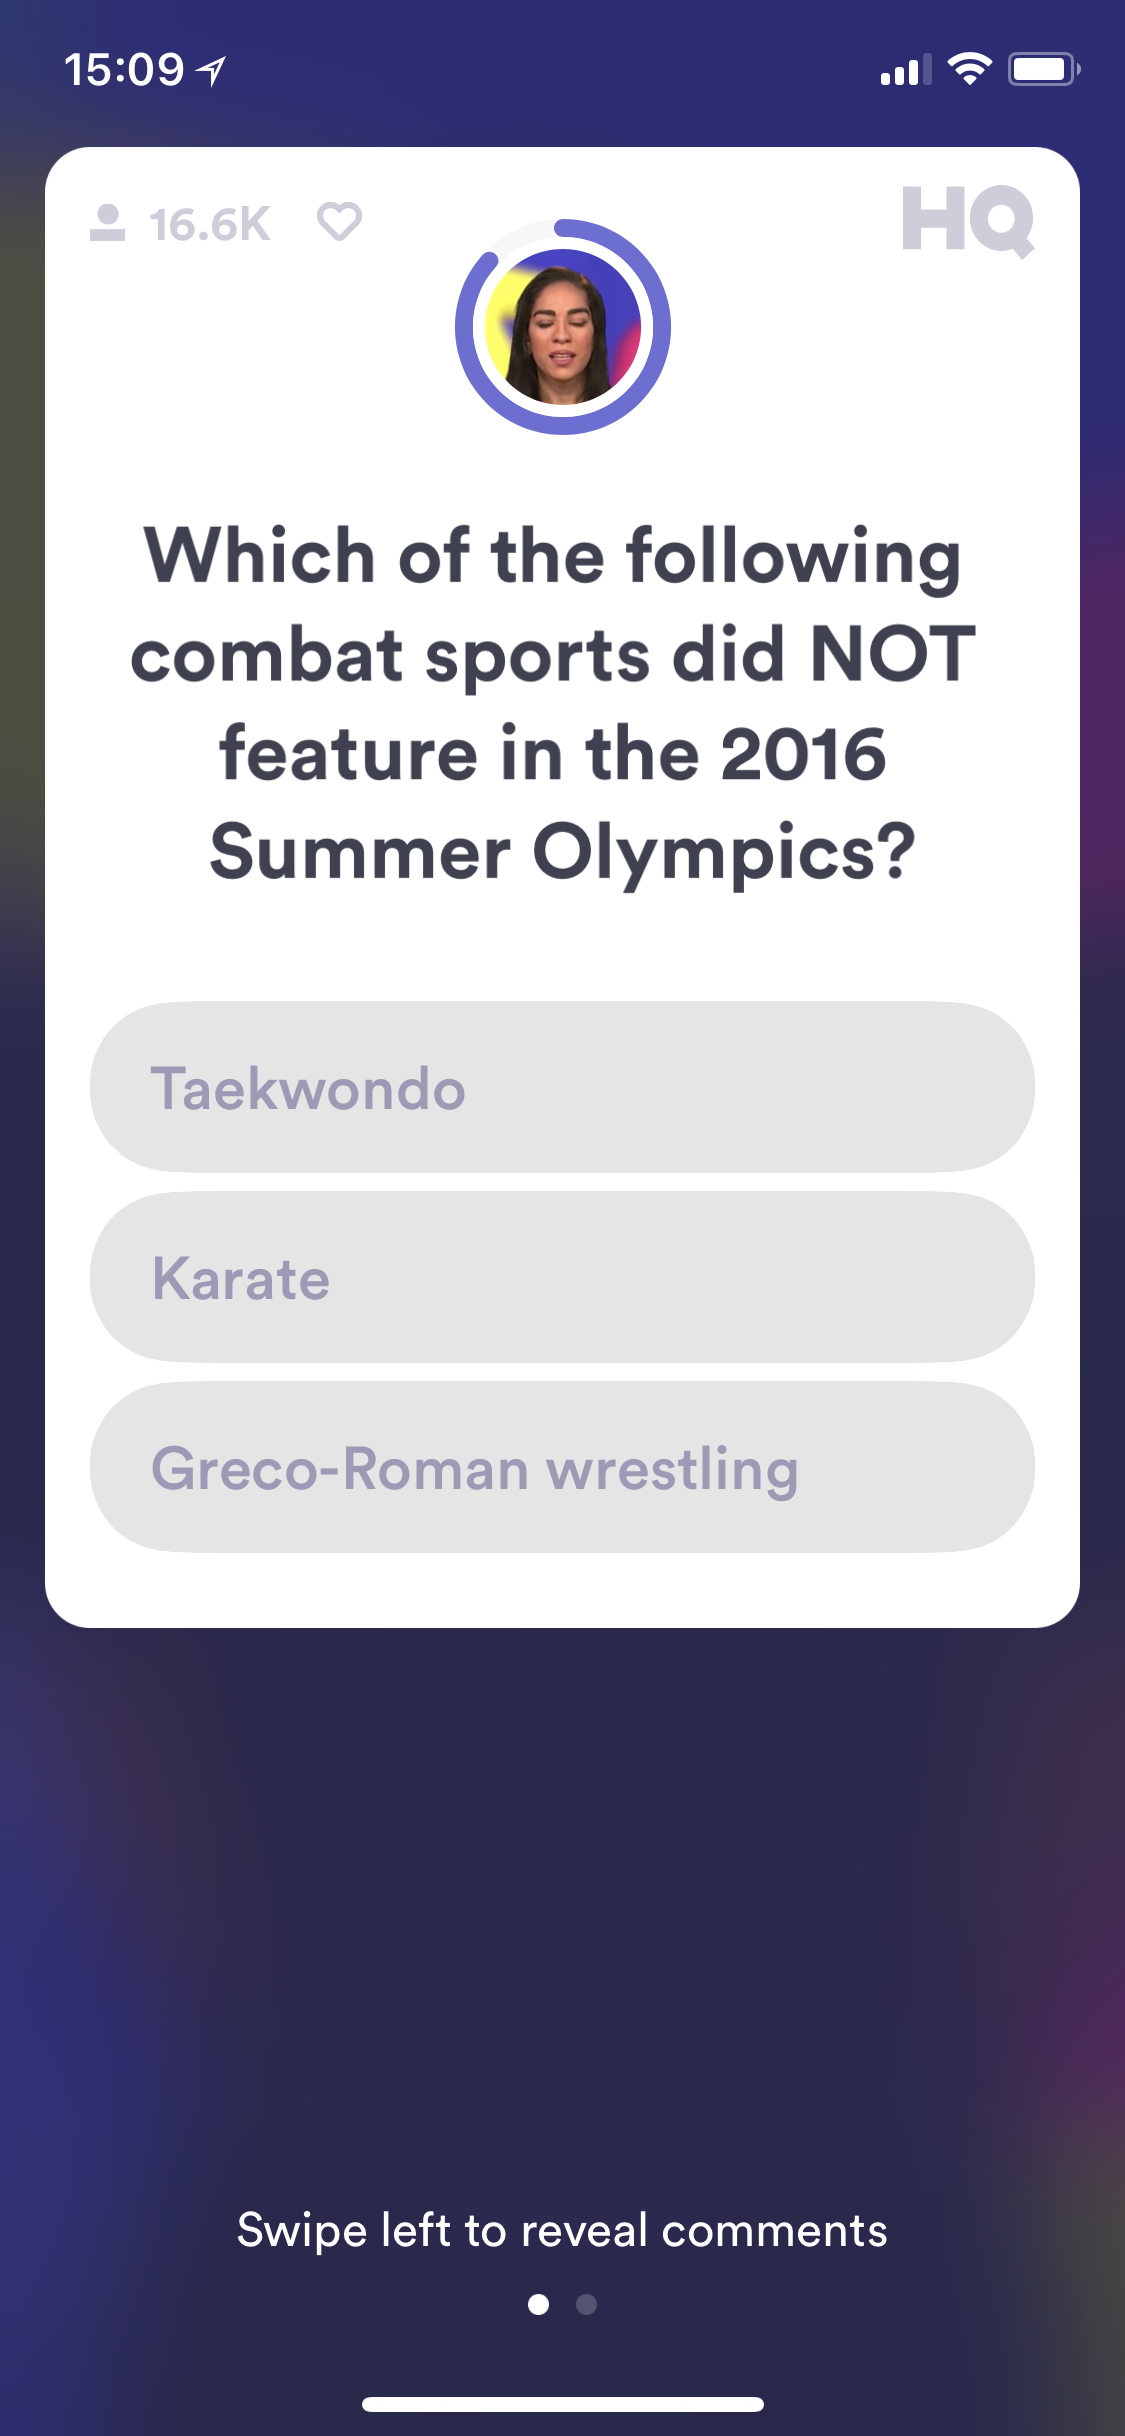 15:09
16.6K
HQ
Which of the following
combat sports did NOT
feature in the 2016
Summer Olympics?
Taekwondo
Karate
Greco-Roman wrestling
Swipe left to reveal comments